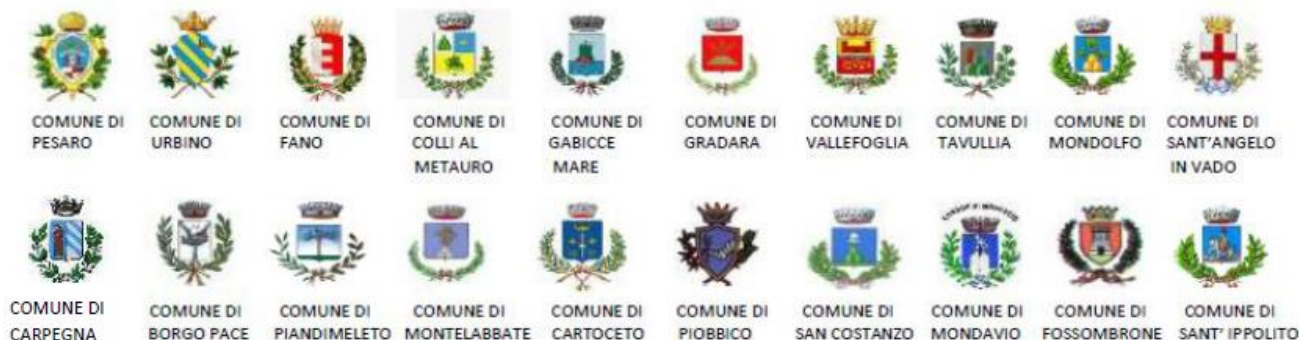 COMUNE DI PESARO
COMUNE DI URBINO
COMUNE DI FANO
COMUNE DI COLLI AL METAURO
COMUNE DI GABICCE MARE
COMUNE DI GRADARA
COMUNE DI VALLEFOGLIA
COMUNE DI TAVULLIA
COMUNE DI MONDOLFO
COMUNE DI SANT'ANGELO IN VADO
COMUNE DI CARPEGNA
COMUNE DI BORGO PACE
COMUNE DI PIANDIMELETO
COMUNE DI MONTELABBATE
COMUNE DI CARTOCETO
COMUNE DI PIOBBICO
COMUNE DI SAN COSTANZO
COMUNE DI MONDAVIO
COMUNE DI FOSSOMBRONE
COMUNE DI SANT' IPPOLITO